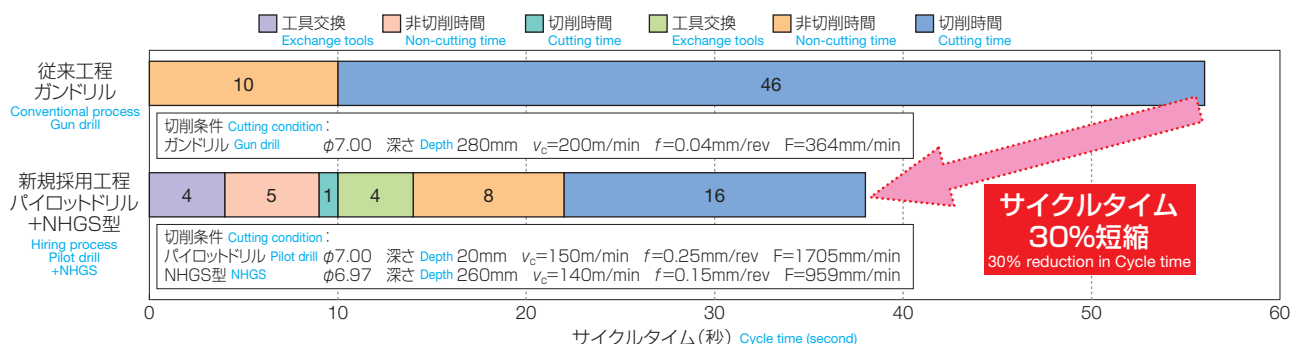 工具交換 非切削時間 切削時間 工具交換 非切削時間 切削時間
Exchange tools Non-cutting time Cutting time Exchange tools Non-cutting time Cutting time
従来工程
ガンドリル
Conventional process
Gun drill
10 46
切削条件 Cutting condition :
ガンドリル Gun drill φ7.00 深さ Depth 280mm vc=200m/min f=0.04mm/rev F=364mm/min
新規採用工程
パイロットドリル
+NHGS型
Hiring process
Pilot drill
+NHGS
4 5 1 4 8 16
切削条件 Cutting condition :
パイロットドリル Pilot drill φ7.00 深さ Depth 20mm vc=150m/min f=0.25mm/rev F=1705mm/min
NHGS型 NHGS φ6.97 深さ Depth 260mm vc=140m/min f=0.15mm/rev F=959mm/min
サイクルタイム
30%短縮
30% reduction in Cycle time
0 10 20 30 40 50 60
サイクルタイム(秒) Cycle time (second)